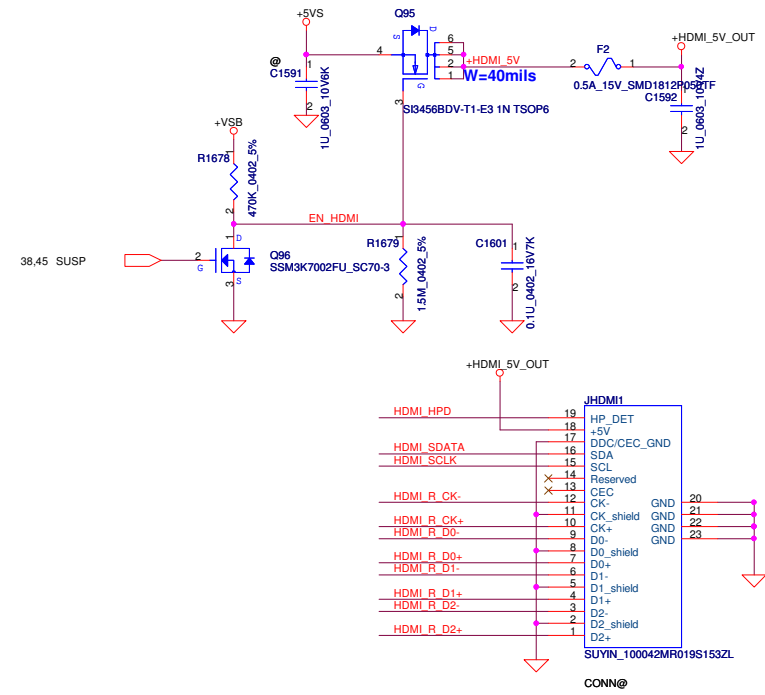 +5VS
Q95
S
D
6
5
2
1
4
+HDMI_5V
W=40mils
G
3
SI3456BDV-T1-E3 1N TSOP6
@
C1591
1
2
1U_0603_10V6K
2
F2
1
+HDMI_5V_OUT
0.5A_15V_SMD1812P050TF
C1592
2
+VSB
R1678
1
2
470K_0402_5%
EN_HDMI
1
D
38,45 SUSP
2
G
Q96
SSM3K7002FU_SC70-3
3
S
R1679
1
2
1.5M_0402_5%
C1601
1
2
0.1U_0402_16V7K
+HDMI_5V_OUT
JHDMI1
HDMI_HPD
19
HP_DET
18
+5V
17
DDC/CEC_GND
HDMI_SDATA
16
SDA
HDMI_SCLK
15
SCL
14
Reserved
13
CEC
HDMI_R_CK-
12
CK-
GND
20
11
CK_shield
GND
21
HDMI_R_CK+
10
CK+
GND
22
HDMI_R_D0-
9
D0-
GND
23
8
D0_shield
HDMI_R_D0+
7
D0+
HDMI_R_D1-
6
D1-
5
D1_shield
HDMI_R_D1+
4
D1+
HDMI_R_D2-
3
D2-
2
D2_shield
HDMI_R_D2+
1
D2+
SUYIN_100042MR019S153ZL
CONN@